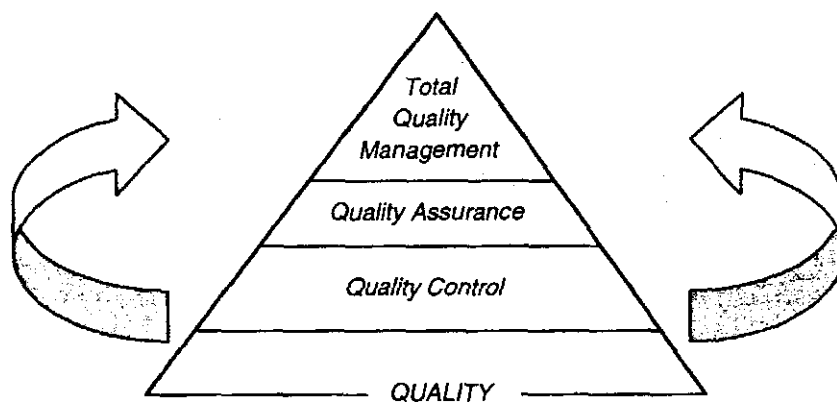 Total
Quality
Management
Quality Assurance
Quality Control
QUALITY